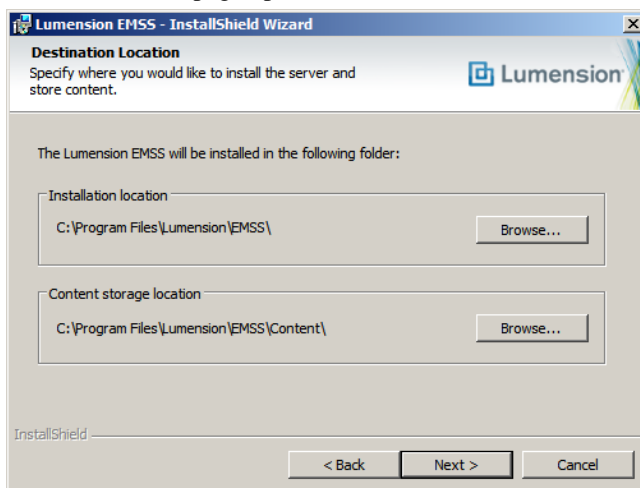 Lumension EMSS - InstallShield Wizard
Destination Location
Specify where you would like to install the server and
store content.
Lumension
The Lumension EMSS will be installed in the following folder:
Installation location
C:\Program Files\Lumension\EMSS\
Browse...
Content storage location
C:\Program Files\Lumension\EMSS\Content\
Browse...
InstallShield
< Back
Next >
Cancel